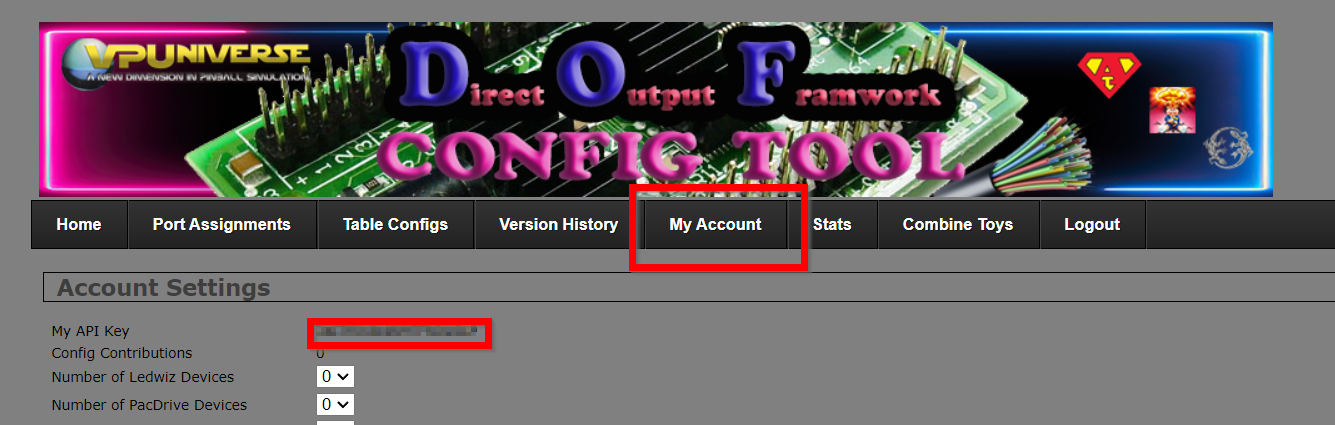 VPUNIVERSE
A NEW DIMENSION IN PINBALL SIMULATION
Direct Output Framwork
CONFIG TOOL
Home Port Assignments Table Configs Version History My Account Stats Combine Toys Logout
Account Settings
My API Key
Config Contributions 0
Number of Ledwiz Devices 0
Number of PacDrive Devices 0